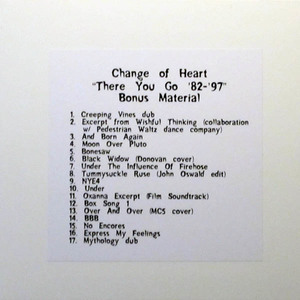 Change of Heart
"There You Go '82-'97"
Bonus Material
1. Creeping Vines dub
2. Excerpt from Wishful Thinking (collaboration
w/ Pedestrian Waltz dance company)
3. And Born Again
4. Moon Over Pluto
5. Bonesaw
6. Black Widow (Donovan cover)
7. Under The Influence Of Firehose
8. Tummysuckle Ruse (John Oswald edit)
9. NYE4
10. Under
11. Oxanna Excerpt (Film Soundtrack)
12. Box Song 1
13. Over And Over (MC5 cover)
14. BBB
15. No Encores
16. Express My Feelings
17. Mythology dub